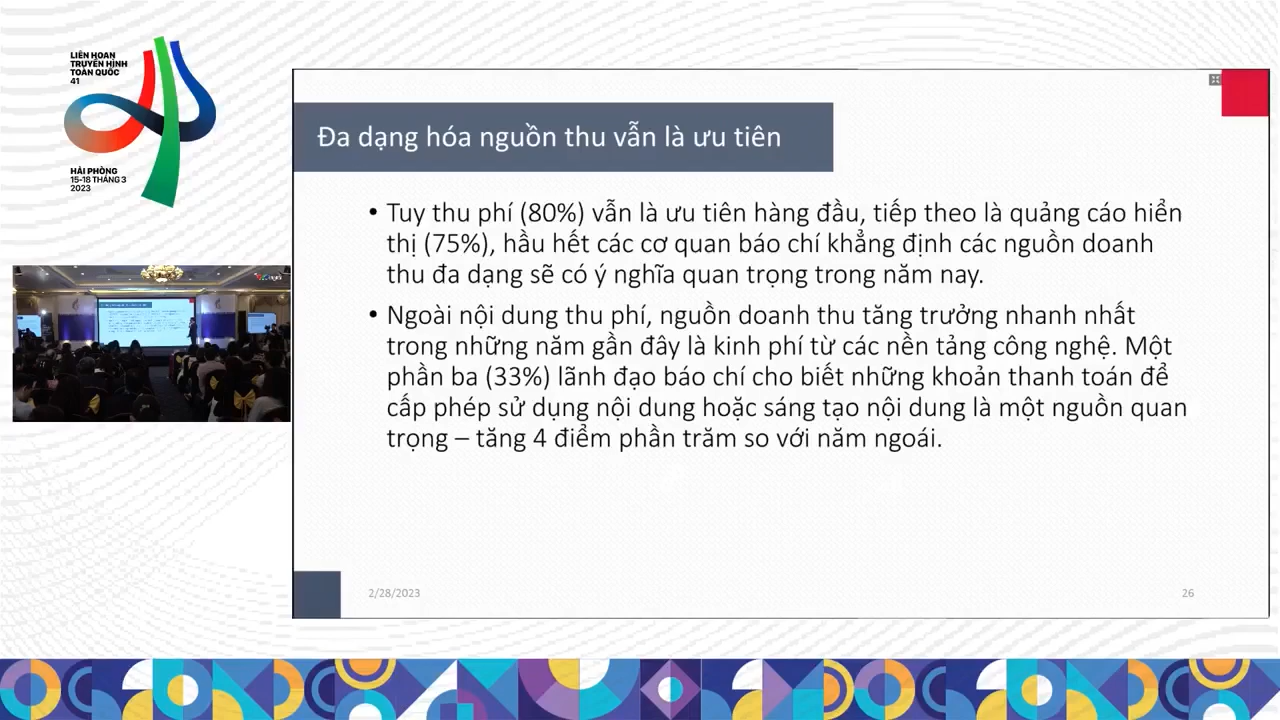 LIÊN HOAN
TRUYỀN HÌNH
TOÀN QUỐC
41
HẢI PHÒNG
15-18 THÁNG 3
2023
Đa dạng hóa nguồn thu vẫn là ưu tiên
• Tuy thu phí (80%) vẫn là ưu tiên hàng đầu, tiếp theo là quảng cáo hiển
thị (75%), hầu hết các cơ quan báo chí khẳng định các nguồn doanh
thu đa dạng sẽ có ý nghĩa quan trọng trong năm nay.
• Ngoài nội dung thu phí, nguồn doanh thu tăng trưởng nhanh nhất
trong những năm gần đây là kinh phí từ các nền tảng công nghệ. Một
phần ba (33%) lãnh đạo báo chí cho biết những khoản thanh toán để
cấp phép sử dụng nội dung hoặc sáng tạo nội dung là một nguồn quan
trọng – tăng 4 điểm phần trăm so với năm ngoái.
2/28/2023
26